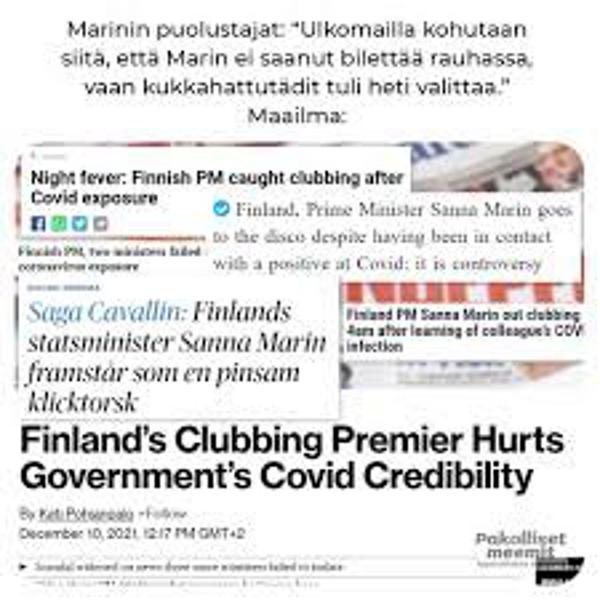 Marinin puolustajat: "Ulkomailla kohutaan
siitä, että Marin ei saanut bilettää rauhassa,
vaan kukkahattutädit tuli heti valittaa."
Maailma:
Night fever: Finnish PM caught clubbing after
Covid exposure
Finland, Prime Minister Sanna Marin goes
to the disco despite having been in contact
with a positive at Covid: it is controversy
Finnish PM, two ministers failed
coronavirus exposure
Saga Cavallin: Finlands
statsminister Sanna Marin
framstår som en pinsam
klicktorsk
Finland PM Sanna Marin out clubbing
4am after learning of colleague's COV
infection
Finland's Clubbing Premier Hurts
Government's Covid Credibility
By Kati Pohjanpalo +Follow
December 10, 2021, 12:17 PM GMT+2
Pakolliset
meemit